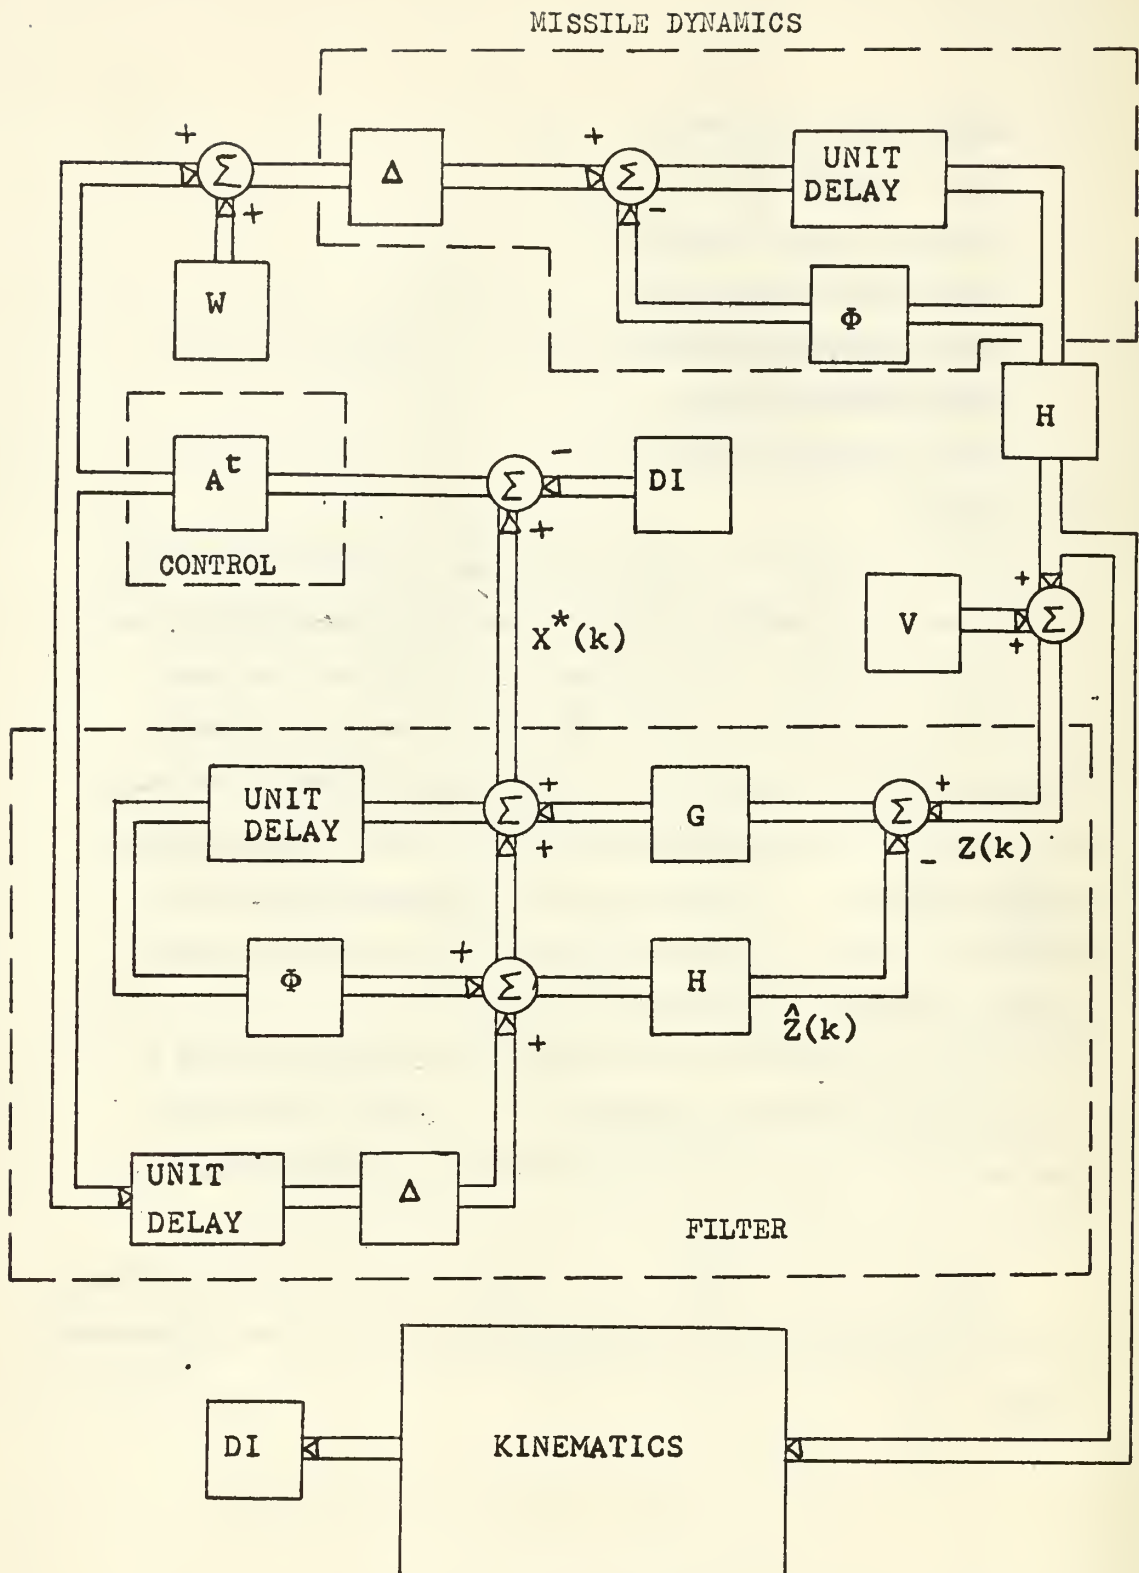 MISSILE DYNAMICS
+ Σ + W
Δ
+ Σ -
UNIT
DELAY
Φ
H
A^t
CONTROL
Σ - +
DI
X*(k)
V
+ Σ +
UNIT
DELAY
Σ + +
G
Σ + -
Z(k)
Φ
+ Σ +
H
Ẑ(k)
UNIT
DELAY
Δ
FILTER
DI
KINEMATICS